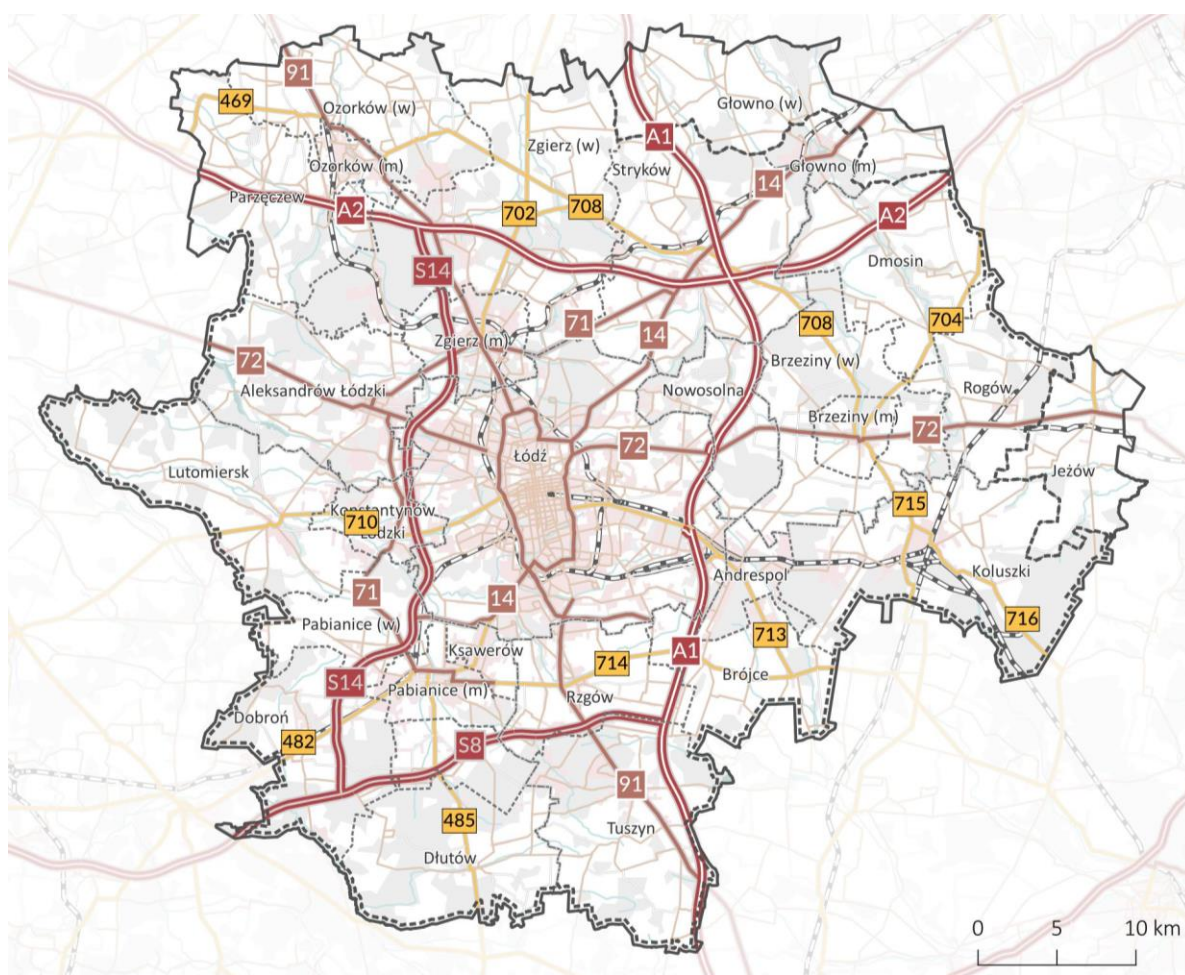 91
469
Ozorków (w)
Głowno (w)
A1
Zgierz (w)
Ozorków (m)
Stryków
Głowno (m)
14
Parzęczew
A2
702
708
A2
Dmosin
S14
71
14
708
704
Zgierz (m)
72
Brzeziny (w)
Aleksandrów Łódzki
Nowosolna
Rogów
Brzeziny (m)
72
72
Łódź
Lutomiersk
Jeżów
715
Konstantynów
710
Łódzki
Andrespol
Koluszki
71
14
716
Pabianice (w)
713
Ksawerów
714
A1
S14
Pabianice (m)
Rzgów
Brójce
Dobroń
482
S8
91
485
Tuszyn
Dłutów
0 5 10 km